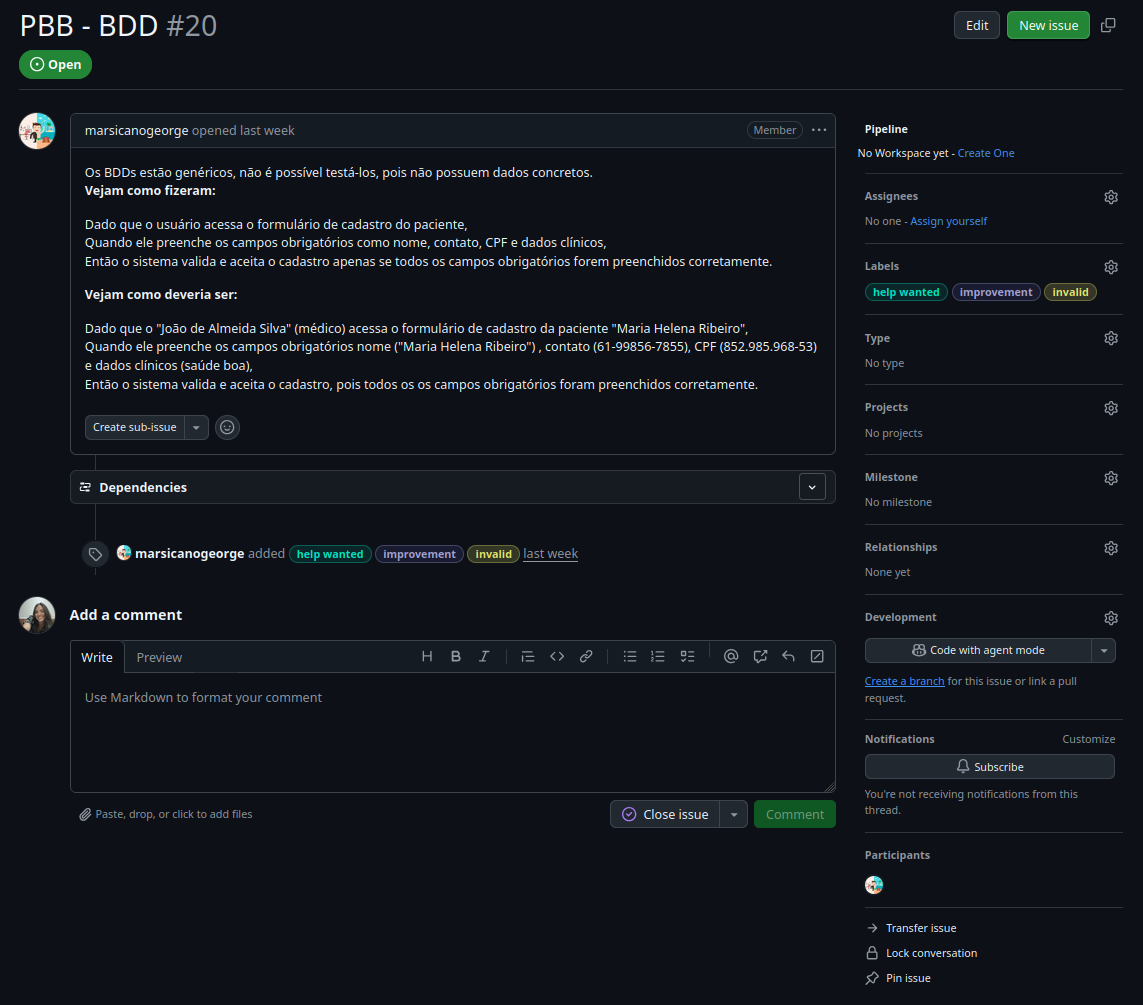 PBB - BDD #20
Edit
New issue
Open
marsicanogeorge opened last week
Member
Os BDDs estão genéricos, não é possível testá-los, pois não possuem dados concretos.
Vejam como fizeram:
Dado que o usuário acessa o formulário de cadastro do paciente,
Quando ele preenche os campos obrigatórios como nome, contato, CPF e dados clínicos,
Então o sistema valida e aceita o cadastro apenas se todos os campos obrigatórios forem preenchidos corretamente.
Vejam como deveria ser:
Dado que o "João de Almeida Silva" (médico) acessa o formulário de cadastro da paciente "Maria Helena Ribeiro",
Quando ele preenche os campos obrigatórios nome ("Maria Helena Ribeiro") , contato (61-99856-7855), CPF (852.985.968-53)
e dados clínicos (saúde boa),
Então o sistema valida e aceita o cadastro, pois todos os os campos obrigatórios foram preenchidos corretamente.
Create sub-issue
Dependencies
marsicanogeorge added help wanted improvement invalid last week
Add a comment
Write
Preview
Use Markdown to format your comment
Paste, drop, or click to add files
Close issue
Comment
Pipeline
No Workspace yet - Create One
Assignees
No one - Assign yourself
Labels
help wanted improvement invalid
Type
No type
Projects
No projects
Milestone
No milestone
Relationships
None yet
Development
Code with agent mode
Create a branch for this issue or link a pull
request.
Notifications
Customize
Subscribe
You're not receiving notifications from this
thread.
Participants
Transfer issue
Lock conversation
Pin issue